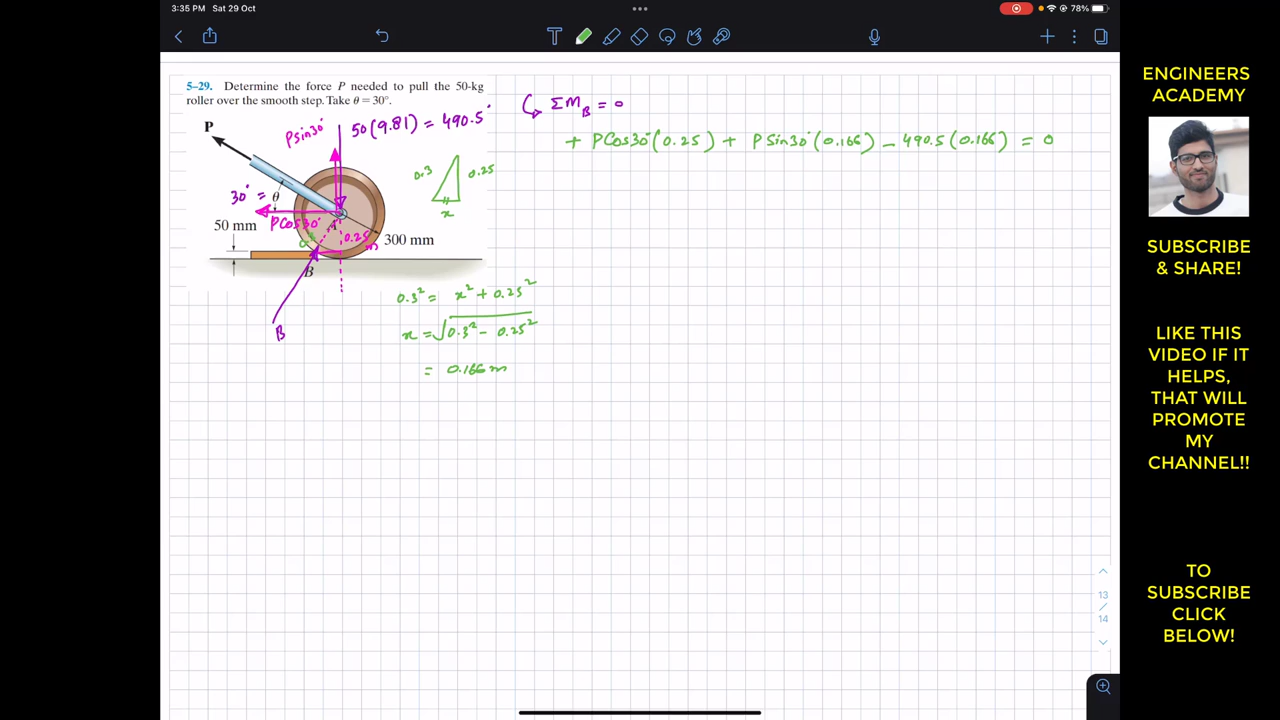 3:35 PM Sat 29 Oct
78%
5–29. Determine the force P needed to pull the 50-kg
roller over the smooth step. Take θ = 30°.
P
Psin30°
50(9.81) = 490.5
30° = θ
PCos30°
A
0.25
m
50 mm
300 mm
B
B
0.3
0.25
x
0.3² = x² + 0.25²
x = √0.3² − 0.25²
= 0.166 m
ΣM_B = 0
+ PCos30°(0.25) + PSin30°(0.166) − 490.5(0.166) = 0
13
/
14
ENGINEERS
ACADEMY
SUBSCRIBE
& SHARE!
LIKE THIS
VIDEO IF IT
HELPS,
THAT WILL
PROMOTE
MY
CHANNEL!!
TO
SUBSCRIBE
CLICK
BELOW!